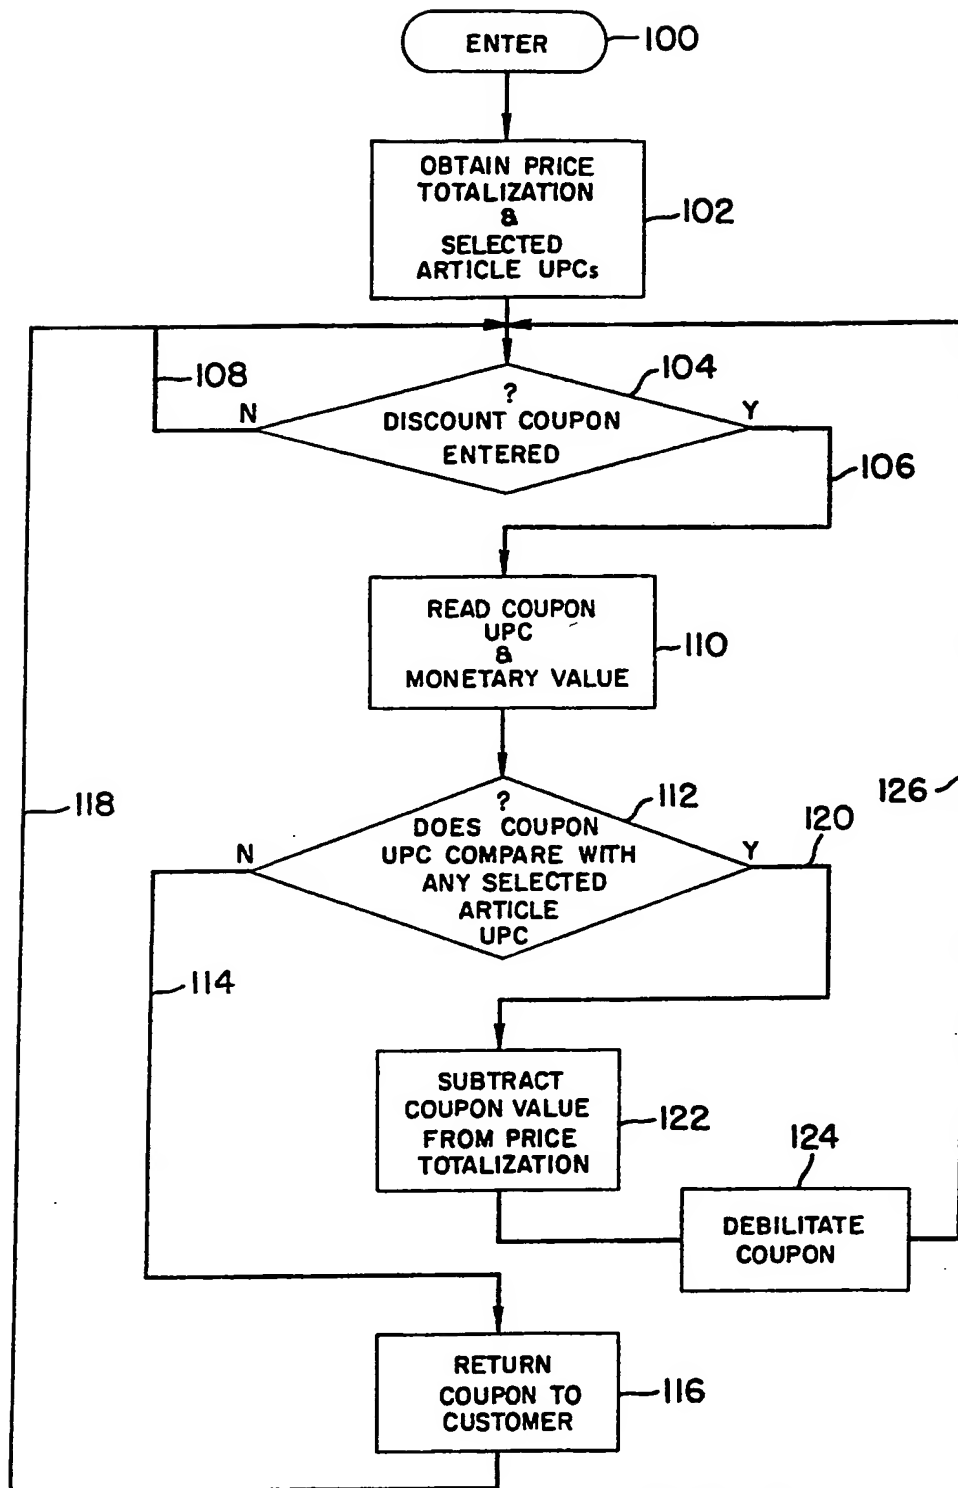 ENTER
100
OBTAIN PRICE
TOTALIZATION
&
SELECTED
ARTICLE UPCs
102
108
104
N
?
DISCOUNT COUPON
ENTERED
Y
106
READ COUPON
UPC
&
MONETARY VALUE
110
118
112
126
120
N
?
DOES COUPON
UPC COMPARE WITH
ANY SELECTED
ARTICLE
UPC
Y
114
SUBTRACT
COUPON VALUE
FROM PRICE
TOTALIZATION
122
124
DEBILITATE
COUPON
RETURN
COUPON TO
CUSTOMER
116